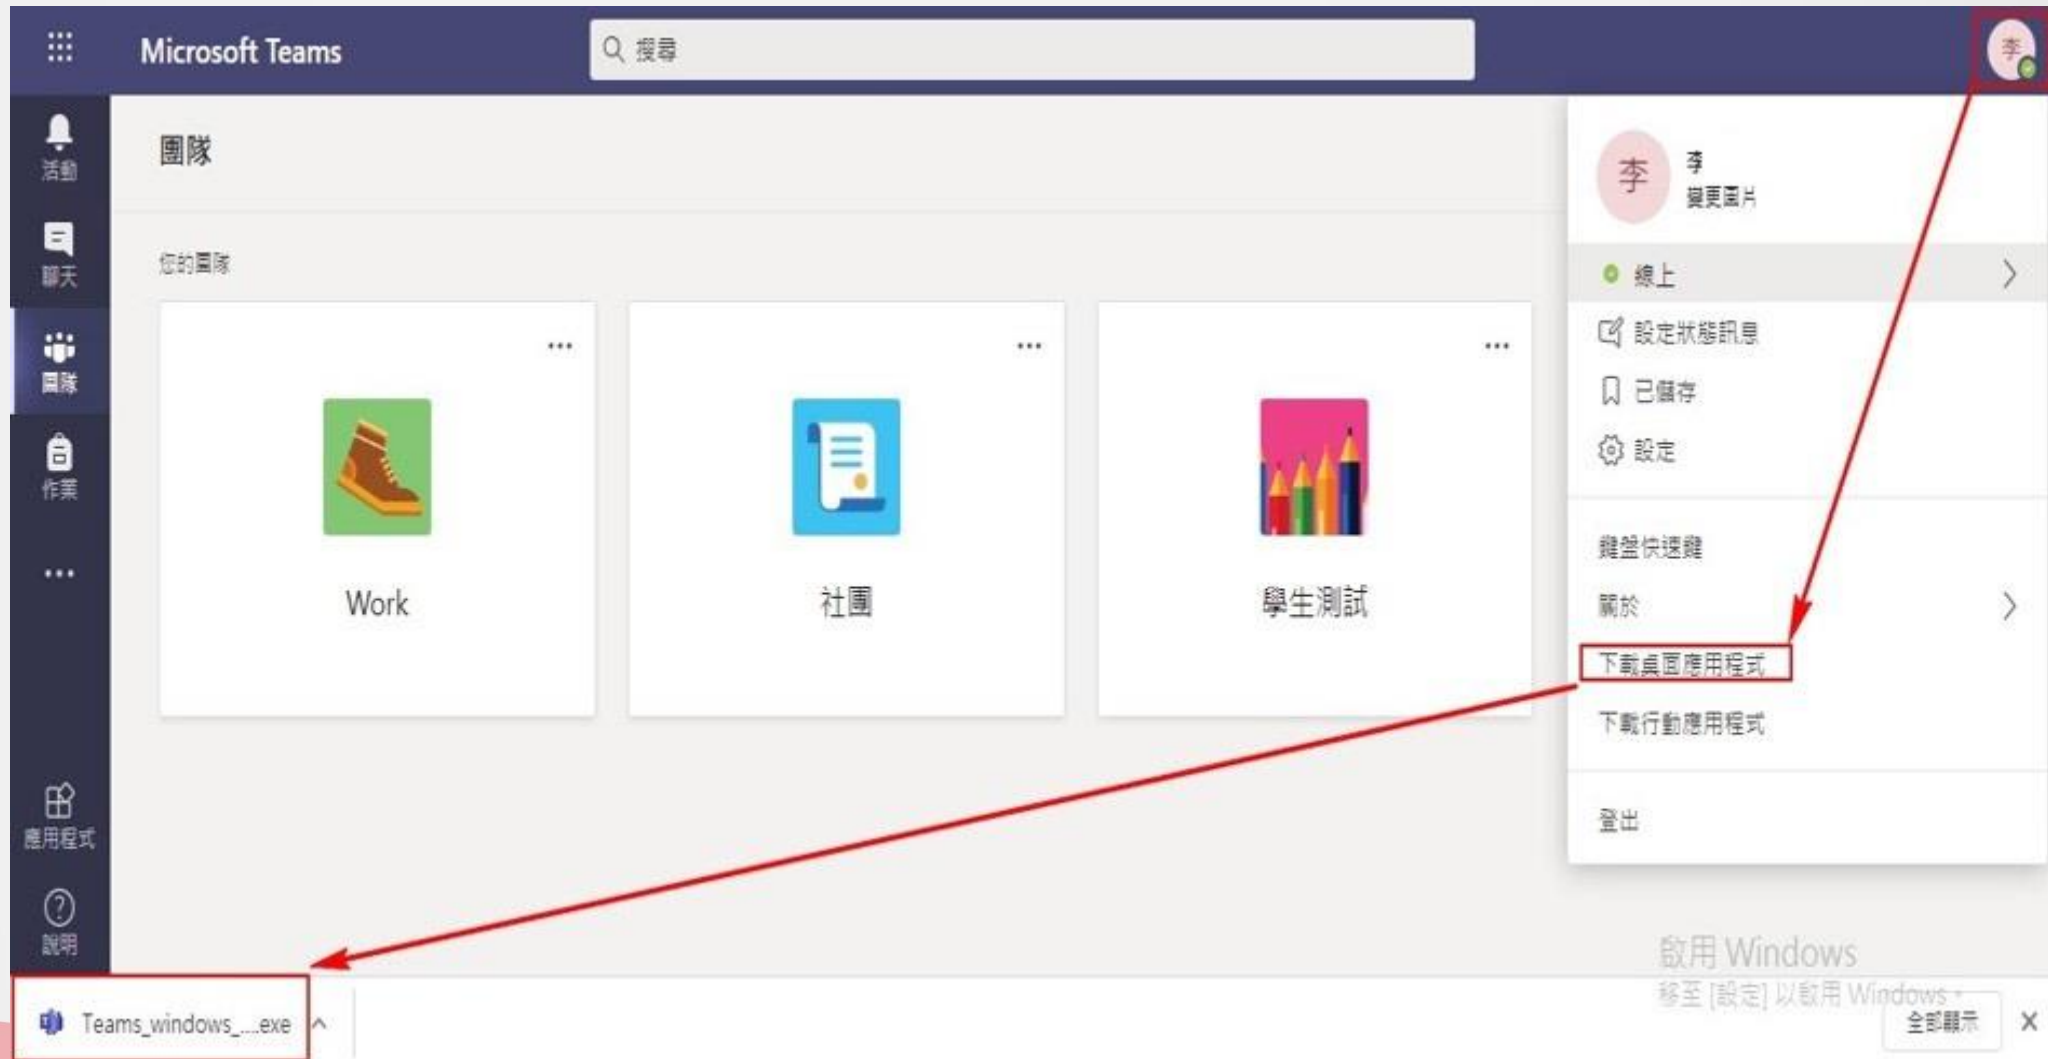 Microsoft Teams
搜尋
李
活動
聊天
團隊
作業
應用程式
說明
團隊
您的團隊
Work
社團
學生測試
李
李
變更圖片
線上
設定狀態訊息
已儲存
設定
鍵盤快速鍵
關於
下載桌面應用程式
下載行動應用程式
登出
啟用 Windows
移至 [設定] 以啟用 Windows。
Teams_windows_....exe
全部顯示